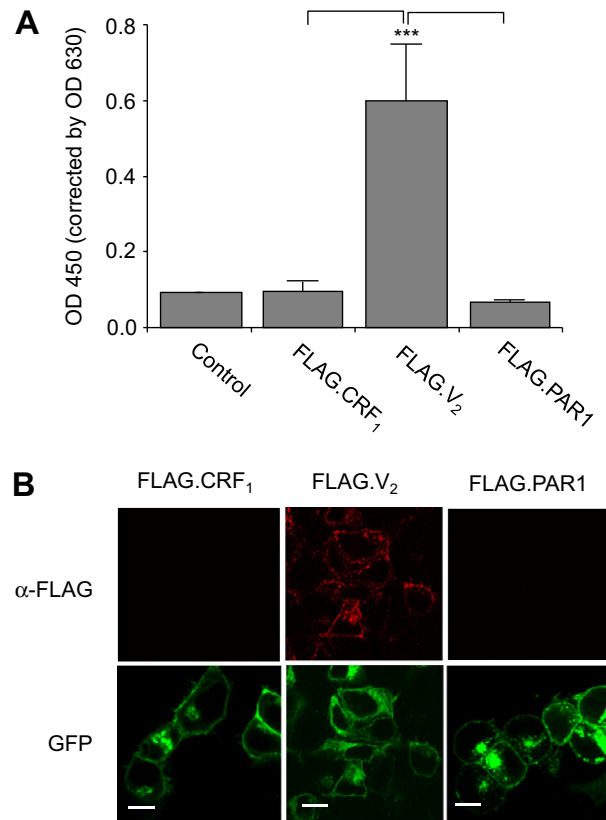 A
OD 450 (corrected by OD 630)
0.8
0.6
0.4
0.2
0.0
***
Control
FLAG.CRF₁
FLAG.V₂
FLAG.PAR1
B
FLAG.CRF₁
FLAG.V₂
FLAG.PAR1
α-FLAG
GFP